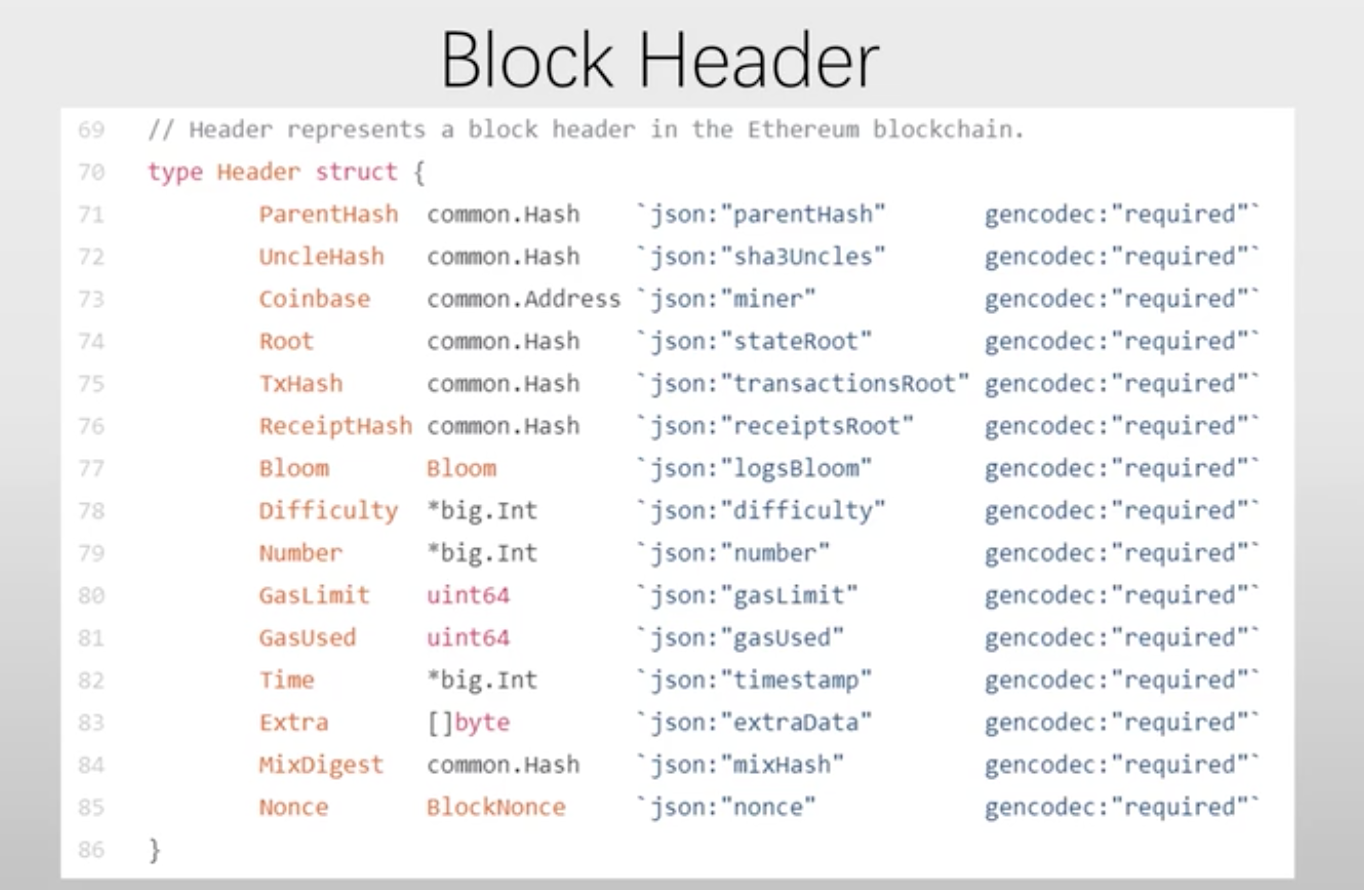 Block Header
69 // Header represents a block header in the Ethereum blockchain.
70 type Header struct {
71 ParentHash common.Hash `json:"parentHash" gencodec:"required"`
72 UncleHash common.Hash `json:"sha3Uncles" gencodec:"required"`
73 Coinbase common.Address `json:"miner" gencodec:"required"`
74 Root common.Hash `json:"stateRoot" gencodec:"required"`
75 TxHash common.Hash `json:"transactionsRoot" gencodec:"required"`
76 ReceiptHash common.Hash `json:"receiptsRoot" gencodec:"required"`
77 Bloom Bloom `json:"logsBloom" gencodec:"required"`
78 Difficulty *big.Int `json:"difficulty" gencodec:"required"`
79 Number *big.Int `json:"number" gencodec:"required"`
80 GasLimit uint64 `json:"gasLimit" gencodec:"required"`
81 GasUsed uint64 `json:"gasUsed" gencodec:"required"`
82 Time *big.Int `json:"timestamp" gencodec:"required"`
83 Extra []byte `json:"extraData" gencodec:"required"`
84 MixDigest common.Hash `json:"mixHash" gencodec:"required"`
85 Nonce BlockNonce `json:"nonce" gencodec:"required"`
86 }